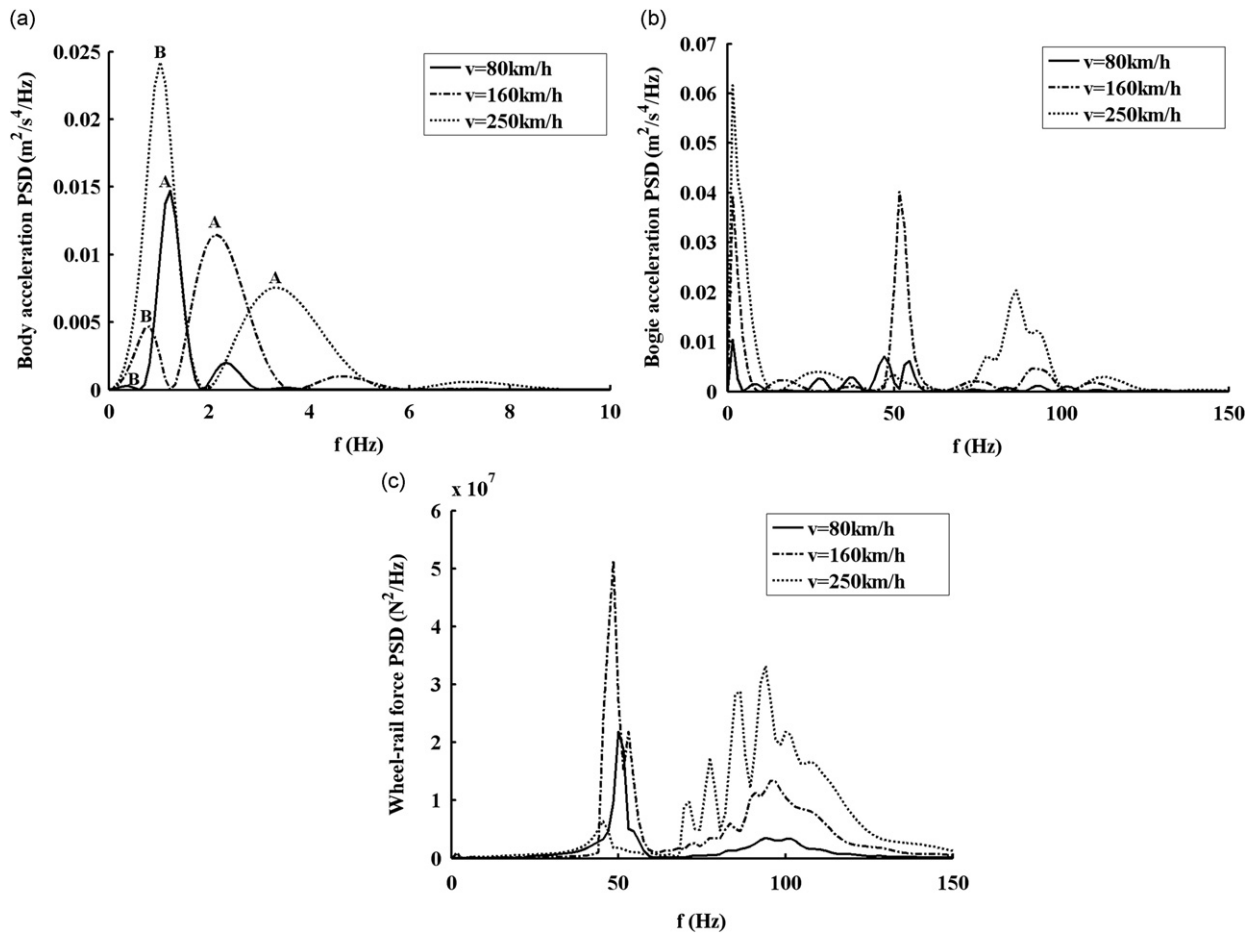 (a)
Body acceleration PSD (m²/s⁴/Hz)
0.025
0.02
0.015
0.01
0.005
0
B
A
A
A
B
B
v=80km/h
v=160km/h
v=250km/h
0 2 4 6 8 10
f (Hz)
(b)
Bogie acceleration PSD (m²/s⁴/Hz)
0.07
0.06
0.05
0.04
0.03
0.02
0.01
0
v=80km/h
v=160km/h
v=250km/h
0 50 100 150
f (Hz)
(c)
x 10⁷
Wheel-rail force PSD (N²/Hz)
6
5
4
3
2
1
0
v=80km/h
v=160km/h
v=250km/h
0 50 100 150
f (Hz)